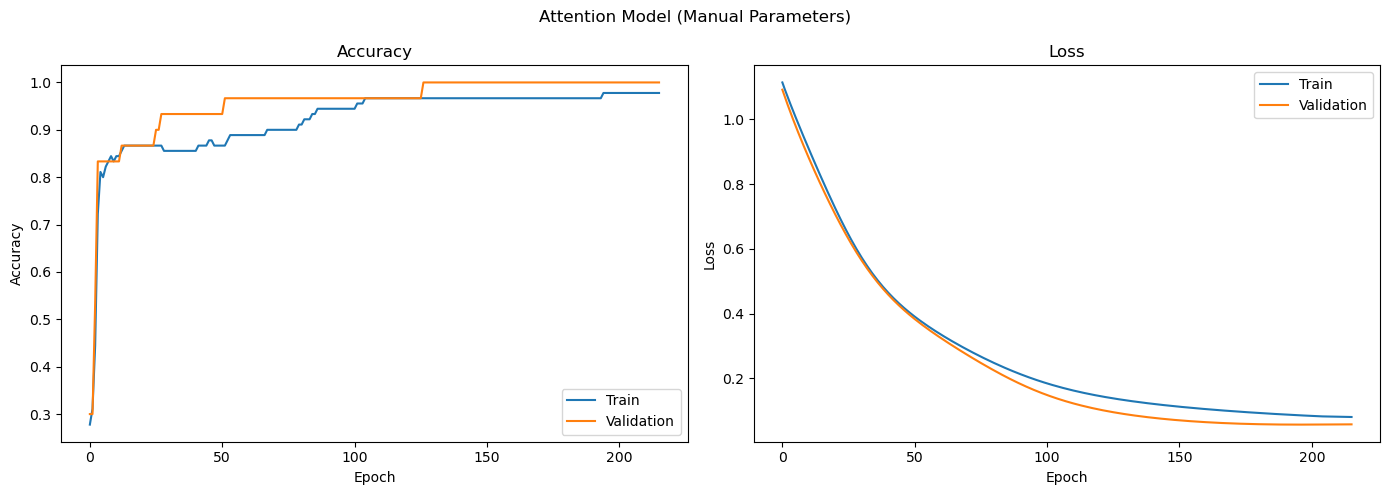 Attention Model (Manual Parameters)
Accuracy
1.0
0.9
0.8
0.7
0.6
0.5
0.4
0.3
Accuracy
Train
Validation
0
50
100
150
200
Epoch
Loss
1.0
0.8
0.6
0.4
0.2
Loss
Train
Validation
0
50
100
150
200
Epoch